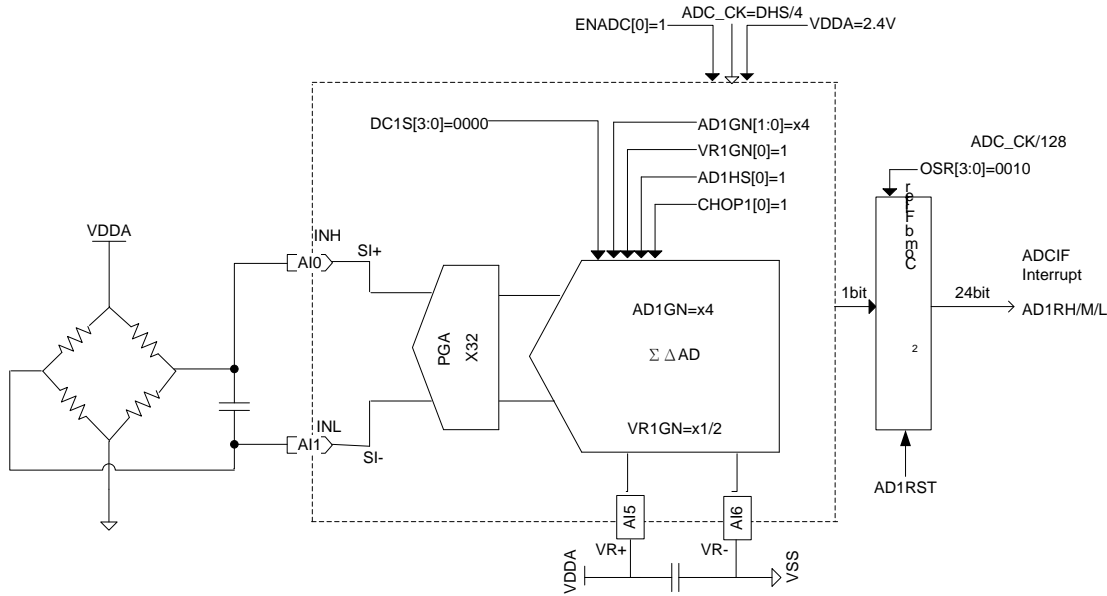 ADC_CK=DHS/4
ENADC[0]=1
VDDA=2.4V
DC1S[3:0]=0000
AD1GN[1:0]=x4
VR1GN[0]=1
AD1HS[0]=1
CHOP1[0]=1
ADC_CK/128
OSR[3:0]=0010
VDDA
INH
AI0
SI+
PGA
X32
AD1GN=x4
Σ Δ AD
VR1GN=x1/2
1bit
2
24bit
ADCIF
Interrupt
AD1RH/M/L
INL
AI1
SI-
AD1RST
AI5
AI6
VR+
VR-
VDDA
VSS